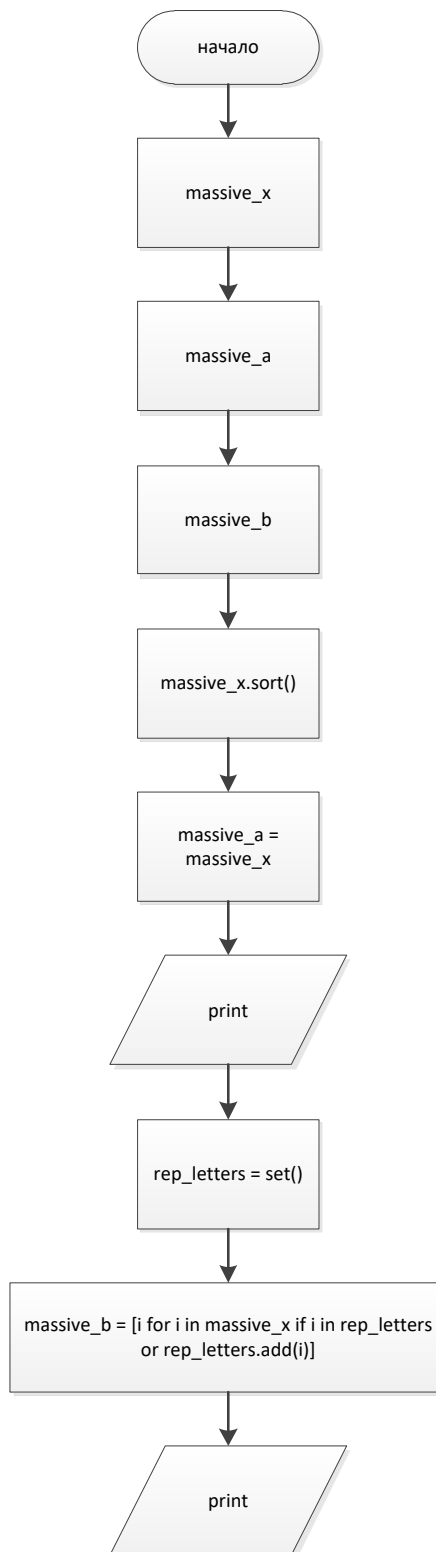 начало
massive_x
massive_a
massive_b
massive_x.sort()
massive_a =
massive_x
print
rep_letters = set()
massive_b = [i for i in massive_x if i in rep_letters
or rep_letters.add(i)]
print